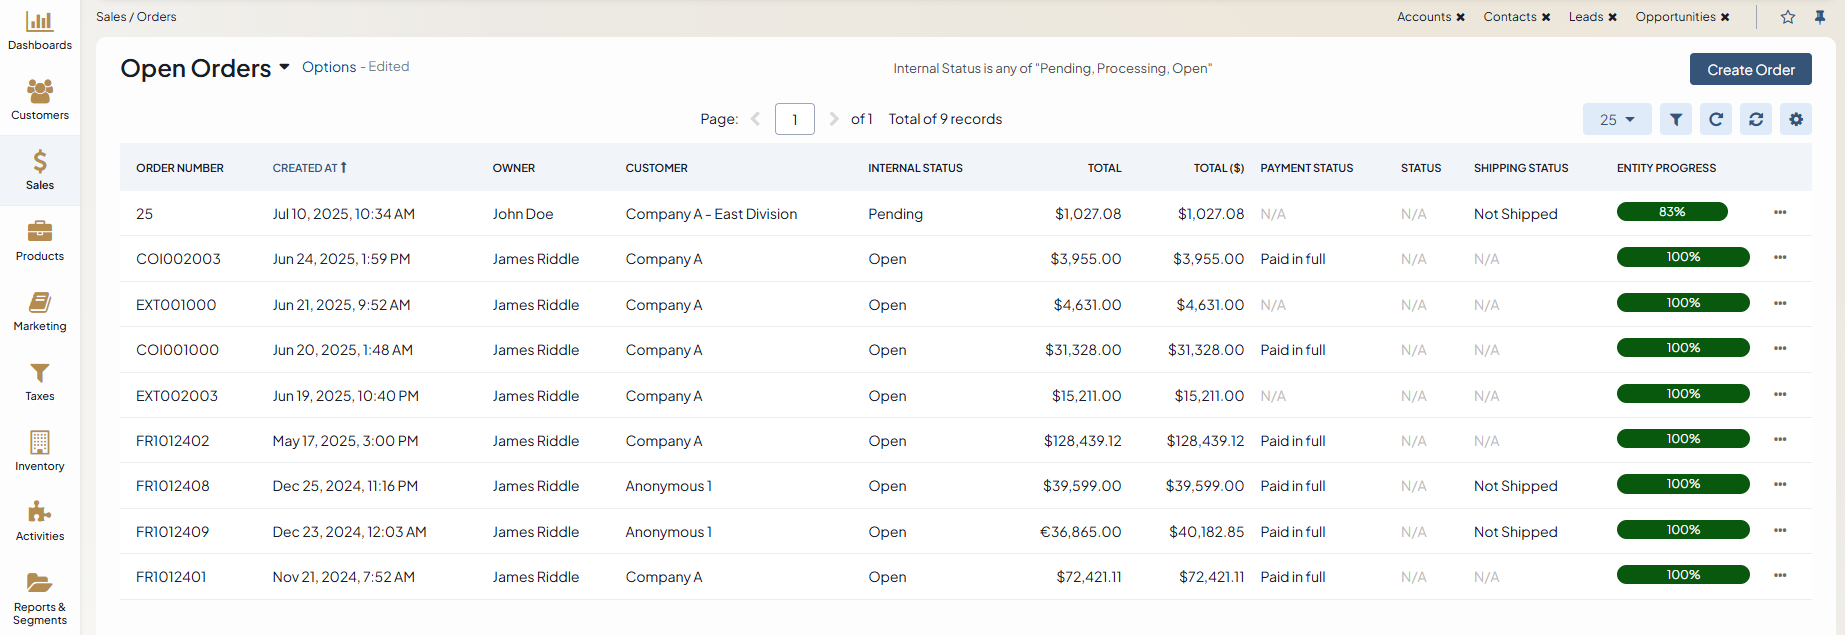 Sales / Orders
Accounts ✖ Contacts ✖ Leads ✖ Opportunities ✖
Dashboards
Customers
Sales
Products
Marketing
Taxes
Inventory
Activities
Reports &
Segments
Open Orders Options - Edited
Internal Status is any of "Pending, Processing, Open"
Create Order
Page: 1 of 1 Total of 9 records
25
ORDER NUMBER CREATED AT OWNER CUSTOMER INTERNAL STATUS TOTAL TOTAL ($) PAYMENT STATUS STATUS SHIPPING STATUS ENTITY PROGRESS
25 Jul 10, 2025, 10:34 AM John Doe Company A - East Division Pending $1,027.08 $1,027.08 N/A N/A Not Shipped 83%
COI002003 Jun 24, 2025, 1:59 PM James Riddle Company A Open $3,955.00 $3,955.00 Paid in full N/A N/A 100%
EXT001000 Jun 21, 2025, 9:52 AM James Riddle Company A Open $4,631.00 $4,631.00 N/A N/A N/A 100%
COI001000 Jun 20, 2025, 1:48 AM James Riddle Company A Open $31,328.00 $31,328.00 Paid in full N/A N/A 100%
EXT002003 Jun 19, 2025, 10:40 PM James Riddle Company A Open $15,211.00 $15,211.00 N/A N/A N/A 100%
FR1012402 May 17, 2025, 3:00 PM James Riddle Company A Open $128,439.12 $128,439.12 Paid in full N/A N/A 100%
FR1012408 Dec 25, 2024, 11:16 PM James Riddle Anonymous 1 Open $39,599.00 $39,599.00 Paid in full N/A Not Shipped 100%
FR1012409 Dec 23, 2024, 12:03 AM James Riddle Anonymous 1 Open €36,865.00 $40,182.85 Paid in full N/A Not Shipped 100%
FR1012401 Nov 21, 2024, 7:52 AM James Riddle Company A Open $72,421.11 $72,421.11 Paid in full N/A N/A 100%